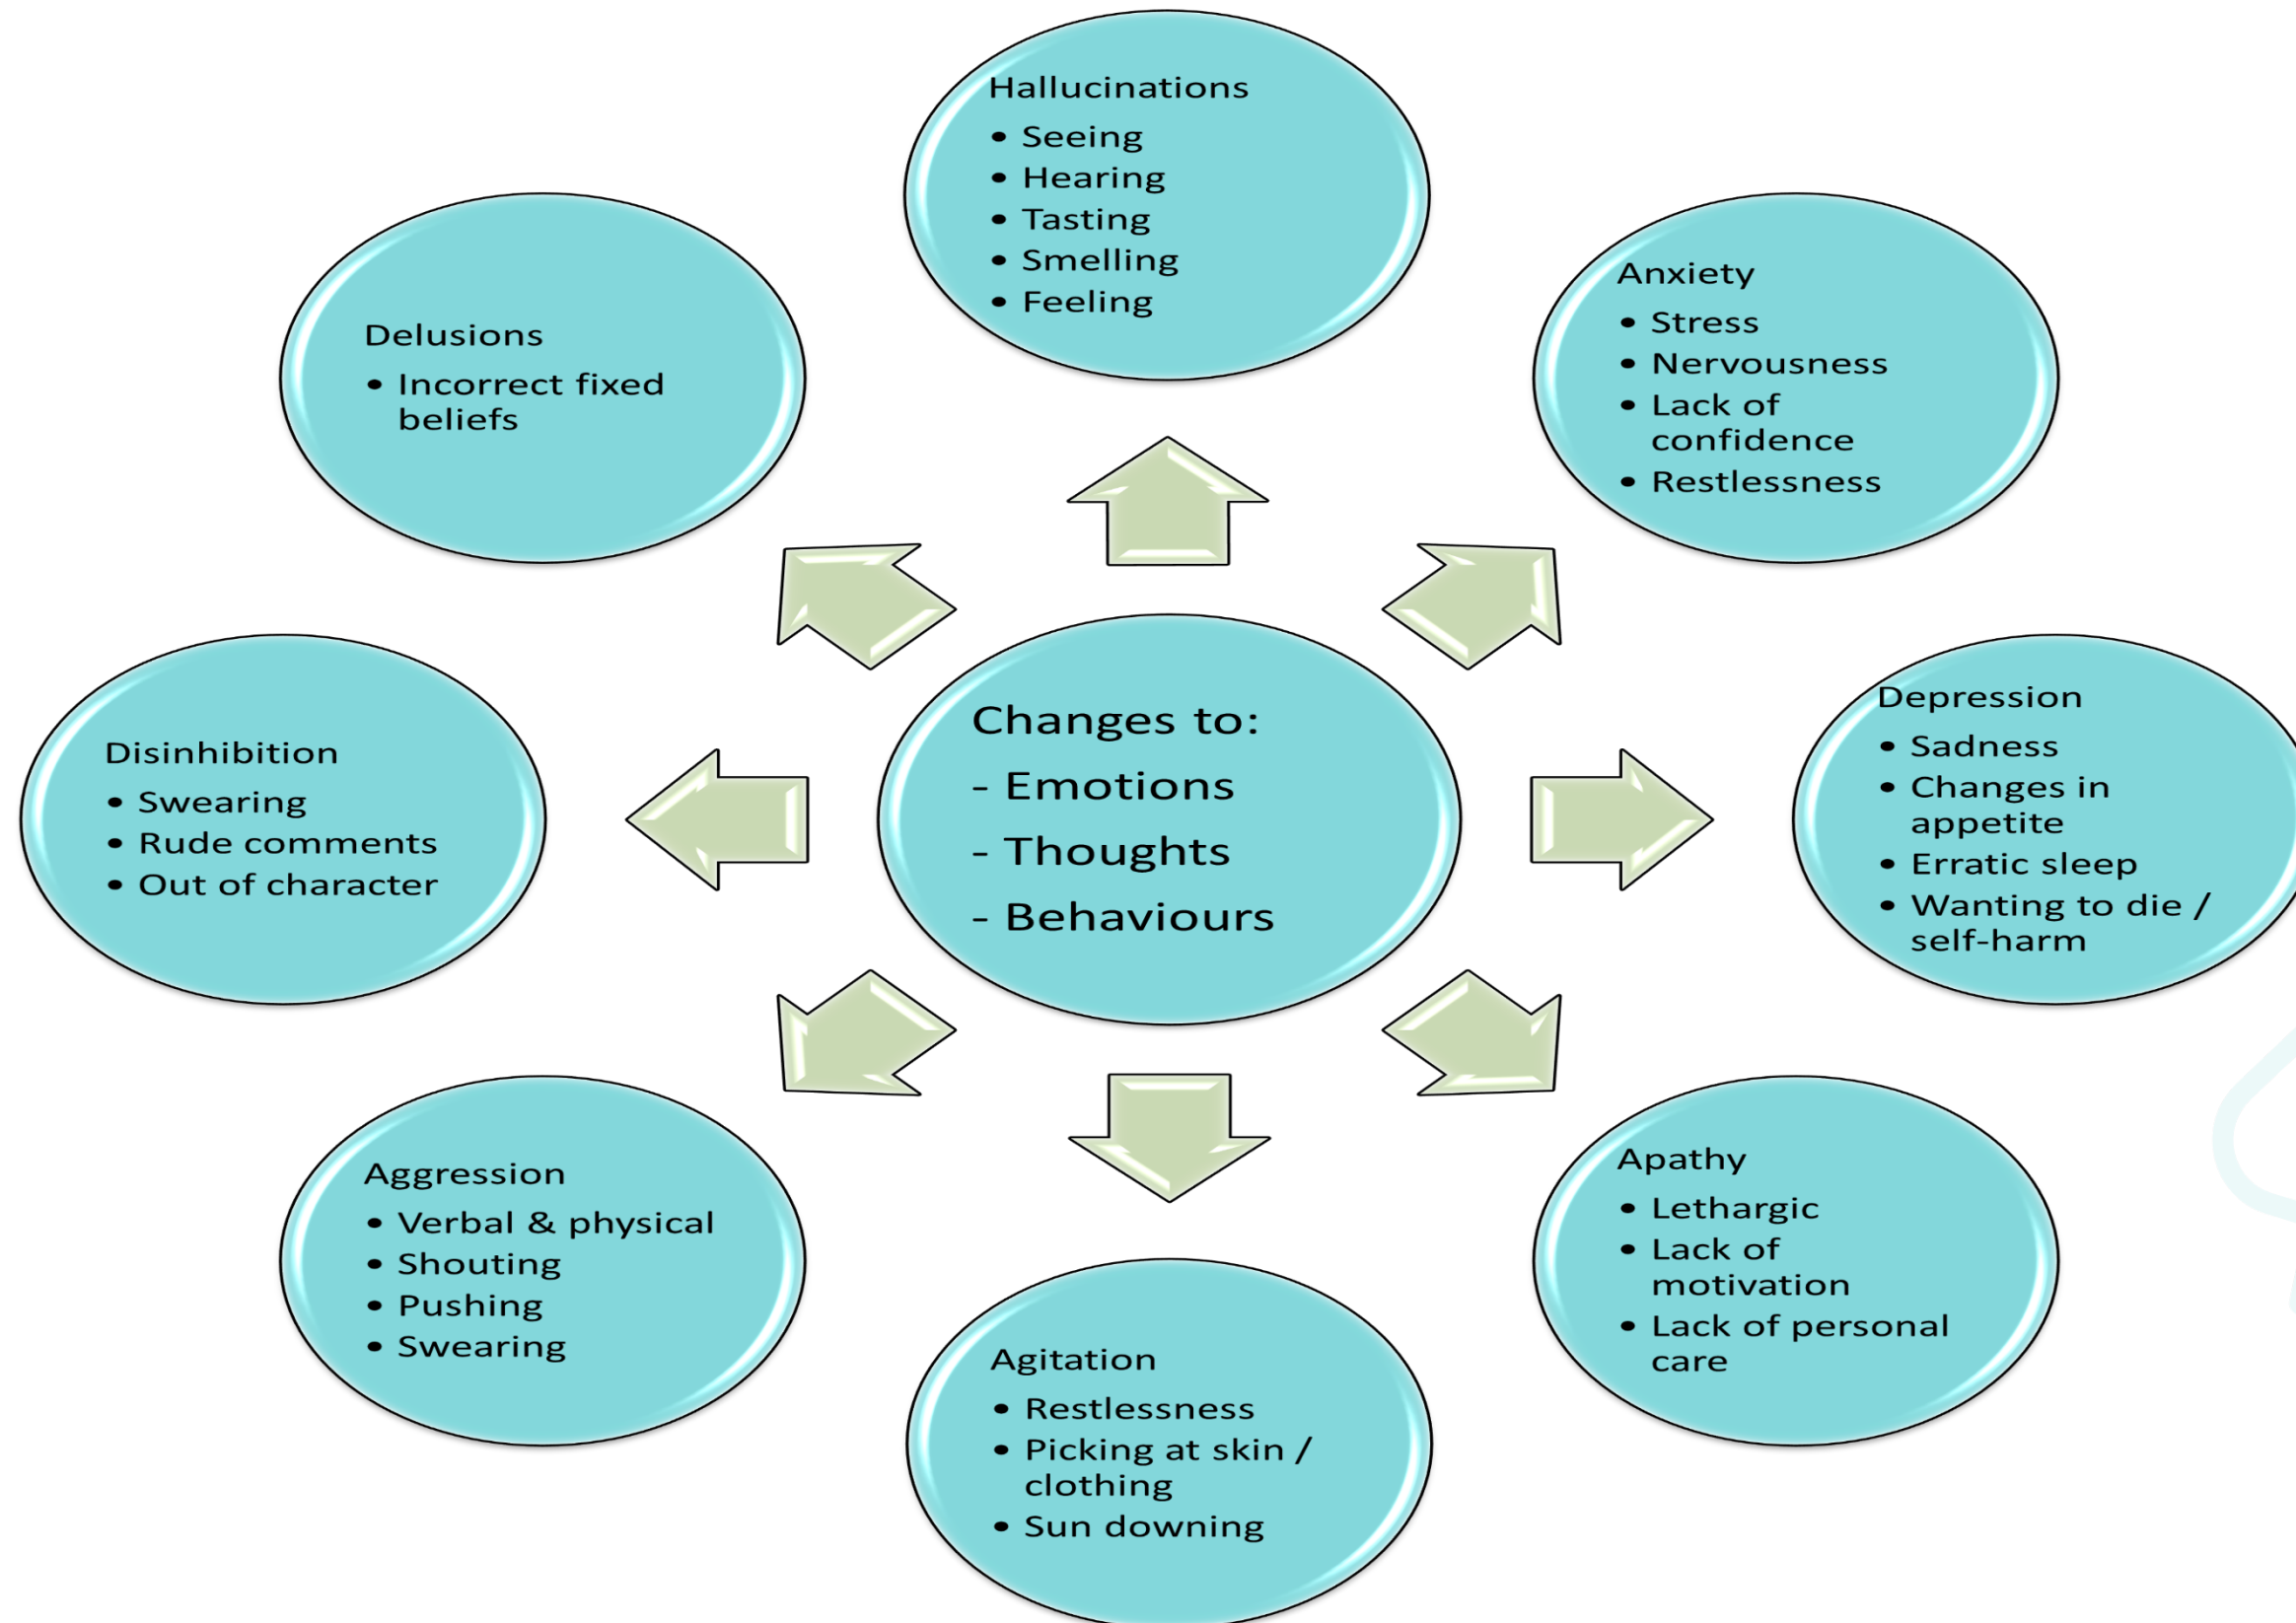 Hallucinations
• Seeing
• Hearing
• Tasting
• Smelling
• Feeling
Anxiety
• Stress
• Nervousness
• Lack of
confidence
• Restlessness
Depression
• Sadness
• Changes in
appetite
• Erratic sleep
• Wanting to die /
self-harm
Apathy
• Lethargic
• Lack of
motivation
• Lack of personal
care
Agitation
• Restlessness
• Picking at skin /
clothing
• Sun downing
Aggression
• Verbal & physical
• Shouting
• Pushing
• Swearing
Disinhibition
• Swearing
• Rude comments
• Out of character
Delusions
• Incorrect fixed
beliefs
Changes to:
- Emotions
- Thoughts
- Behaviours